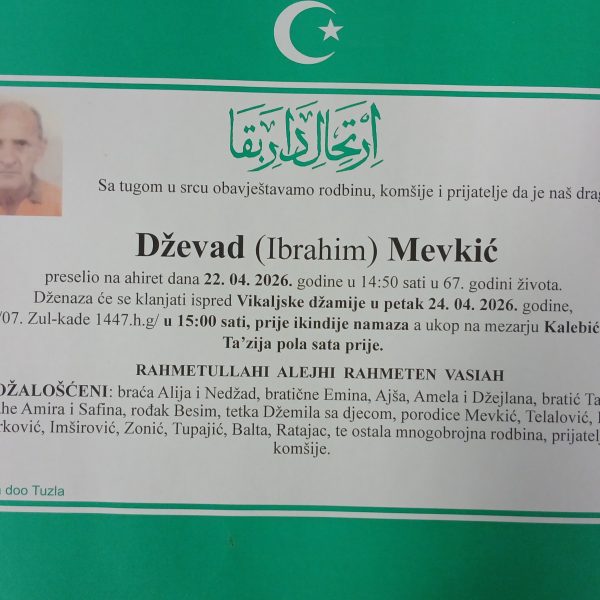 اِرْتِحَالِ دَارِ بَقَا
Sa tugom u srcu obavještavamo rodbinu, komšije i prijatelje da je naš drag
Dževad (Ibrahim) Mevkić
preselio na ahiret dana 22. 04. 2026. godine u 14:50 sati u 67. godini života.
Dženaza će se klanjati ispred Vikaljske džamije u petak 24. 04. 2026. godine,
/07. Zul-kade 1447.h.g/ u 15:00 sati, prije ikindije namaza a ukop na mezarju Kalebić
Ta’zija pola sata prije.
RAHMETULLAHI ALEJHI RAHMETEN VASIAH
OŽALOŠĆENI: braća Alija i Nedžad, bratične Emina, Ajša, Amela i Džejlana, bratić Ta
he Amira i Safina, rođak Besim, tetka Džemila sa djecom, porodice Mevkić, Telalović,
rković, Imširović, Zonić, Tupajić, Balta, Ratajac, te ostala mnogobrojna rodbina, prijatelj
komšije.
doo Tuzla